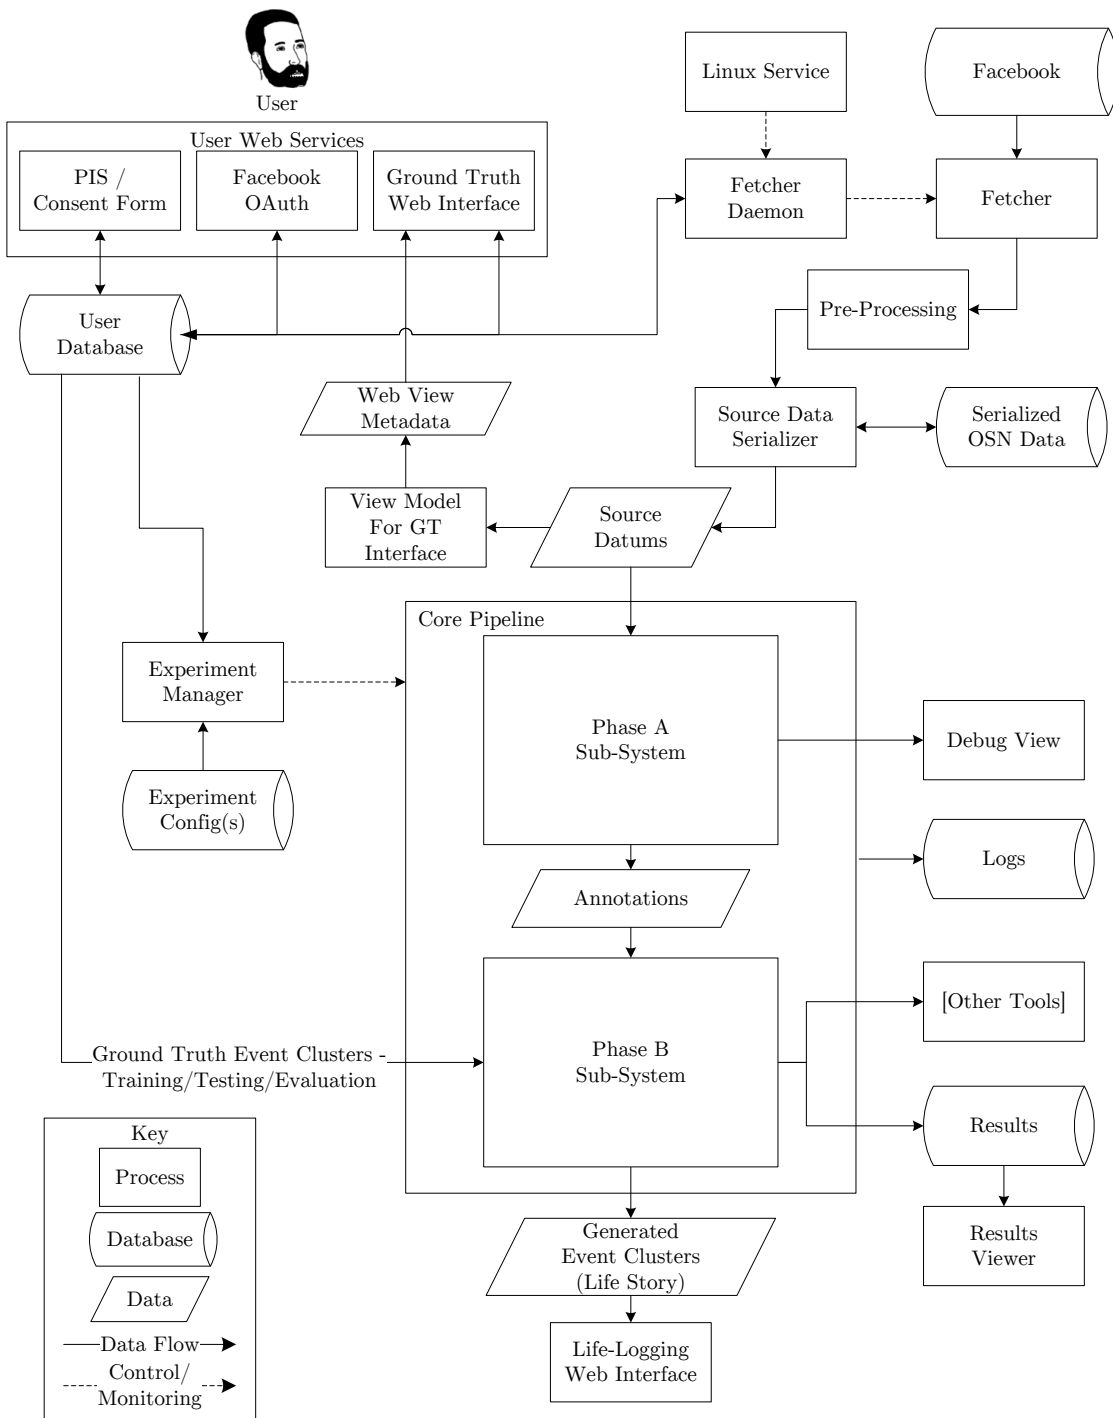 User
User Web Services
PIS /
Consent Form
Facebook
OAuth
Ground Truth
Web Interface
Linux Service
Facebook
Fetcher
Daemon
Fetcher
User
Database
Pre-Processing
Web View
Metadata
Source Data
Serializer
Serialized
OSN Data
View Model
For GT
Interface
Source
Datums
Core Pipeline
Experiment
Manager
Phase A
Sub-System
Debug View
Experiment
Config(s)
Logs
Annotations
[Other Tools]
Ground Truth Event Clusters -
Training/Testing/Evaluation
Phase B
Sub-System
Results
Results
Viewer
Generated
Event Clusters
(Life Story)
Life-Logging
Web Interface
Key
Process
Database
Data
Data Flow
Control/
Monitoring